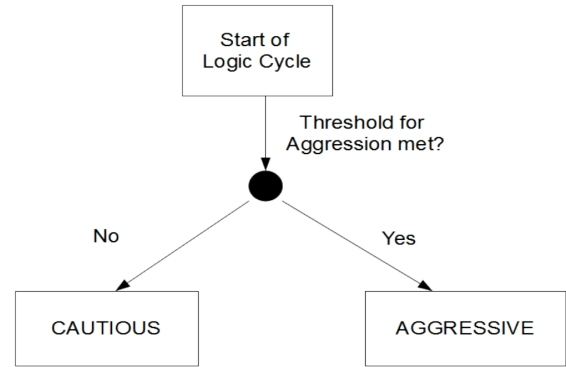 Start of
Logic Cycle
Threshold for
Aggression met?
No
Yes
CAUTIOUS
AGGRESSIVE